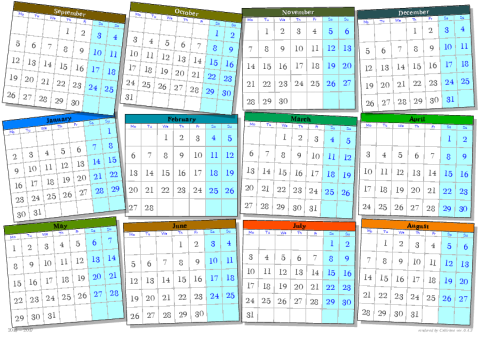 September
Mo Tu We Th Fr Sa Su
1 2 3 4
5 6 7 8 9 10 11
12 13 14 15 16 17 18
19 20 21 22 23 24 25
26 27 28 29 30
October
Mo Tu We Th Fr Sa Su
1 2
3 4 5 6 7 8 9
10 11 12 13 14 15 16
17 18 19 20 21 22 23
24 25 26 27 28 29 30
31
November
Mo Tu We Th Fr Sa Su
1 2 3 4 5 6
7 8 9 10 11 12 13
14 15 16 17 18 19 20
21 22 23 24 25 26 27
28 29 30
December
Mo Tu We Th Fr Sa Su
1 2 3 4
5 6 7 8 9 10 11
12 13 14 15 16 17 18
19 20 21 22 23 24 25
26 27 28 29 30 31
January
Mo Tu We Th Fr Sa Su
1
2 3 4 5 6 7 8
9 10 11 12 13 14 15
16 17 18 19 20 21 22
23 24 25 26 27 28 29
30 31
February
Mo Tu We Th Fr Sa Su
1 2 3 4 5
6 7 8 9 10 11 12
13 14 15 16 17 18 19
20 21 22 23 24 25 26
27 28
March
Mo Tu We Th Fr Sa Su
1 2 3 4 5
6 7 8 9 10 11 12
13 14 15 16 17 18 19
20 21 22 23 24 25 26
27 28 29 30 31
April
Mo Tu We Th Fr Sa Su
1 2
3 4 5 6 7 8 9
10 11 12 13 14 15 16
17 18 19 20 21 22 23
24 25 26 27 28 29 30
May
Mo Tu We Th Fr Sa Su
1 2 3 4 5 6 7
8 9 10 11 12 13 14
15 16 17 18 19 20 21
22 23 24 25 26 27 28
29 30 31
June
Mo Tu We Th Fr Sa Su
1 2 3 4
5 6 7 8 9 10 11
12 13 14 15 16 17 18
19 20 21 22 23 24 25
26 27 28 29 30
July
Mo Tu We Th Fr Sa Su
1 2
3 4 5 6 7 8 9
10 11 12 13 14 15 16
17 18 19 20 21 22 23
24 25 26 27 28 29 30
31
August
Mo Tu We Th Fr Sa Su
1 2 3 4 5 6
7 8 9 10 11 12 13
14 15 16 17 18 19 20
21 22 23 24 25 26 27
28 29 30 31